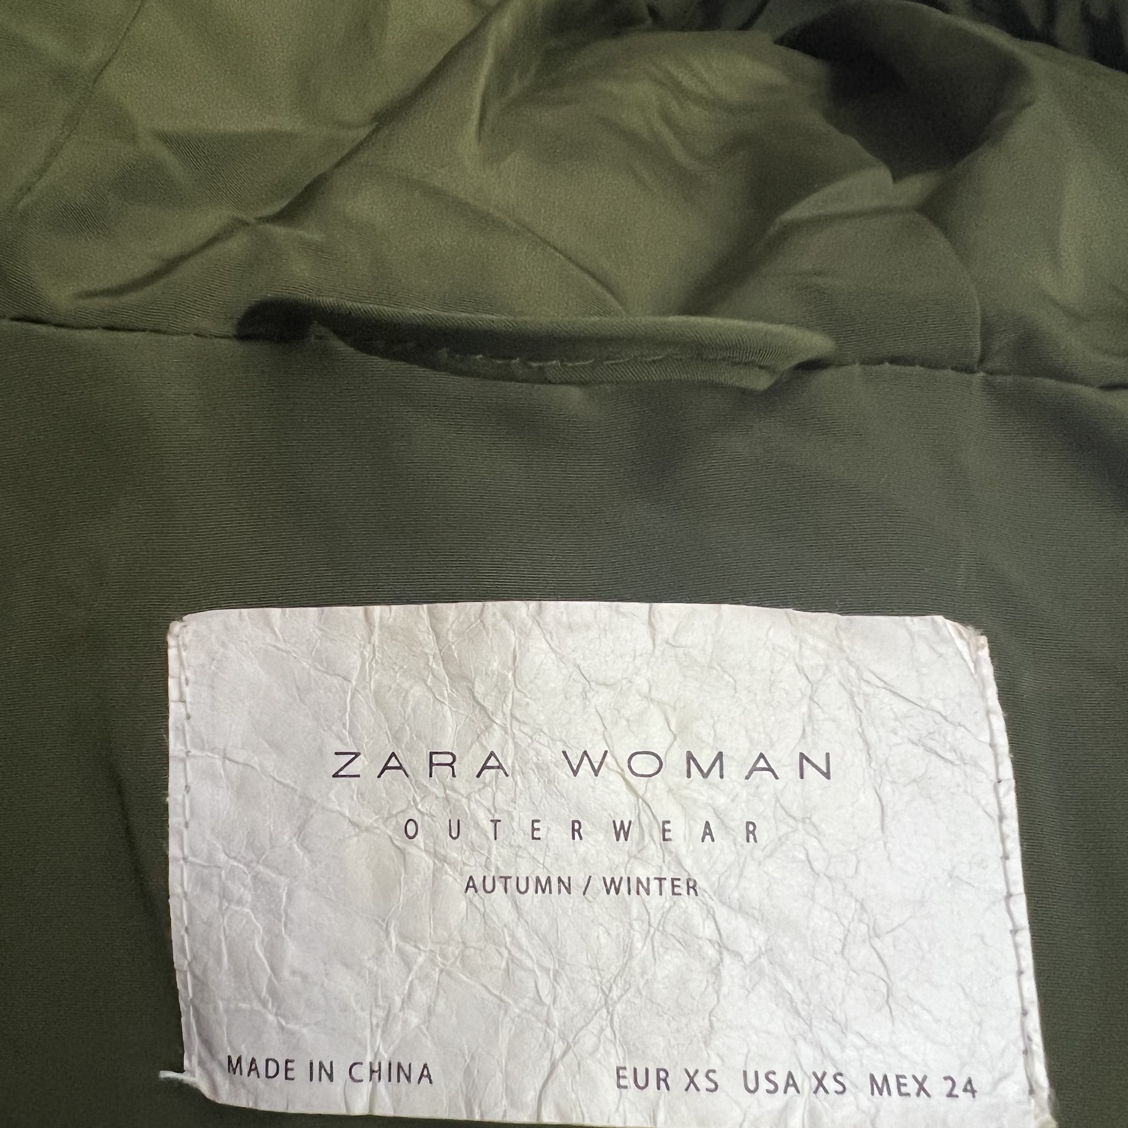 ZARA WOMAN
OUTERWEAR
AUTUMN / WINTER
MADE IN CHINA EUR XS USA XS MEX 24